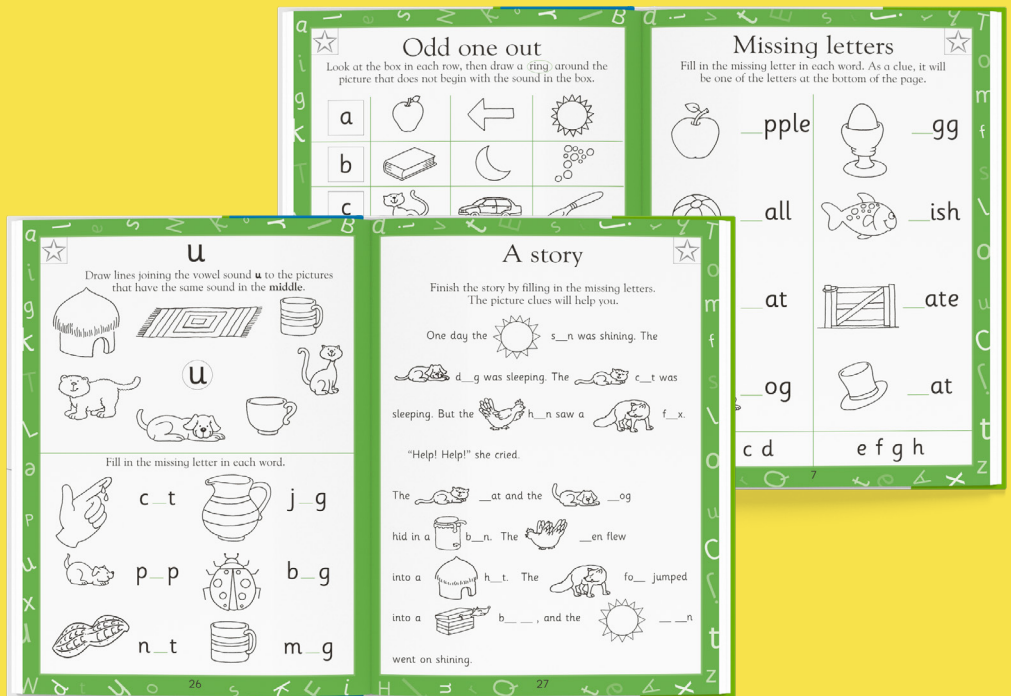 Odd one out
Look at the box in each row, then draw a ring around the
picture that does not begin with the sound in the box.
a
b
c
Missing letters
Fill in the missing letter in each word. As a clue, it will
be one of the letters at the bottom of the page.
__pple
__gg
__all
__ish
__at
__ate
__og
__at
c d
e f g h
7
u
Draw lines joining the vowel sound u to the pictures
that have the same sound in the middle.
u
Fill in the missing letter in each word.
c__t
j__g
p__p
b__g
n__t
m__g
26
A story
Finish the story by filling in the missing letters.
The picture clues will help you.
One day the s__n was shining. The
d__g was sleeping. The c__t was
sleeping. But the h__n saw a f__x.
"Help! Help!" she cried.
The __at and the __og
hid in a b__n. The __en flew
into a h__t. The fo__ jumped
into a b__ __, and the __ __n
went on shining.
27